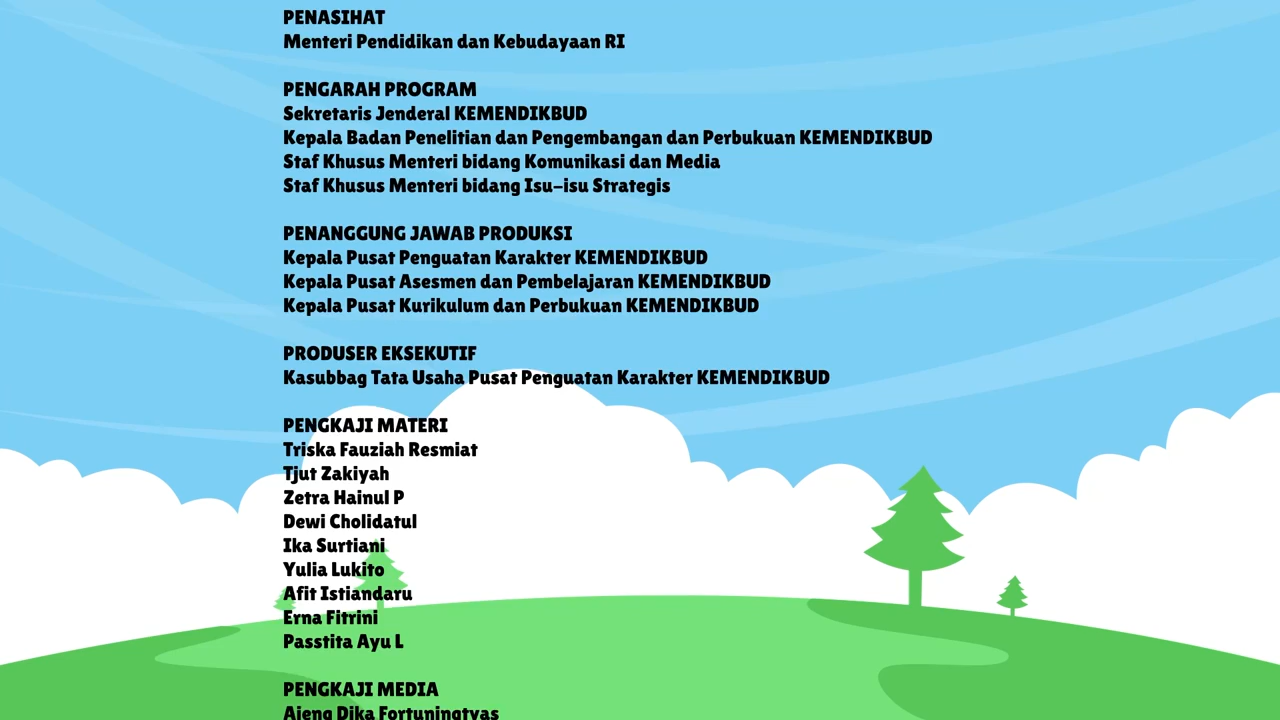 PENASIHAT
Menteri Pendidikan dan Kebudayaan RI
PENGARAH PROGRAM
Sekretaris Jenderal KEMENDIKBUD
Kepala Badan Penelitian dan Pengembangan dan Perbukuan KEMENDIKBUD
Staf Khusus Menteri bidang Komunikasi dan Media
Staf Khusus Menteri bidang Isu-isu Strategis
PENANGGUNG JAWAB PRODUKSI
Kepala Pusat Penguatan Karakter KEMENDIKBUD
Kepala Pusat Asesmen dan Pembelajaran KEMENDIKBUD
Kepala Pusat Kurikulum dan Perbukuan KEMENDIKBUD
PRODUSER EKSEKUTIF
Kasubbag Tata Usaha Pusat Penguatan Karakter KEMENDIKBUD
PENGKAJI MATERI
Triska Fauziah Resmiat
Tjut Zakiyah
Zetra Hainul P
Dewi Cholidatul
Ika Surtiani
Yulia Lukito
Afit Istiandaru
Erna Fitrini
Passtita Ayu L
PENGKAJI MEDIA
Ajeng Dika Fortuningtyas